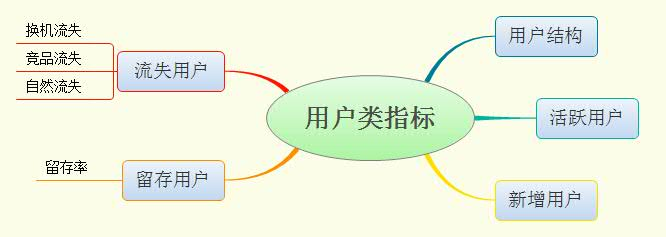 用户类指标
用户结构
活跃用户
新增用户
流失用户
换机流失
竞品流失
自然流失
留存用户
留存率